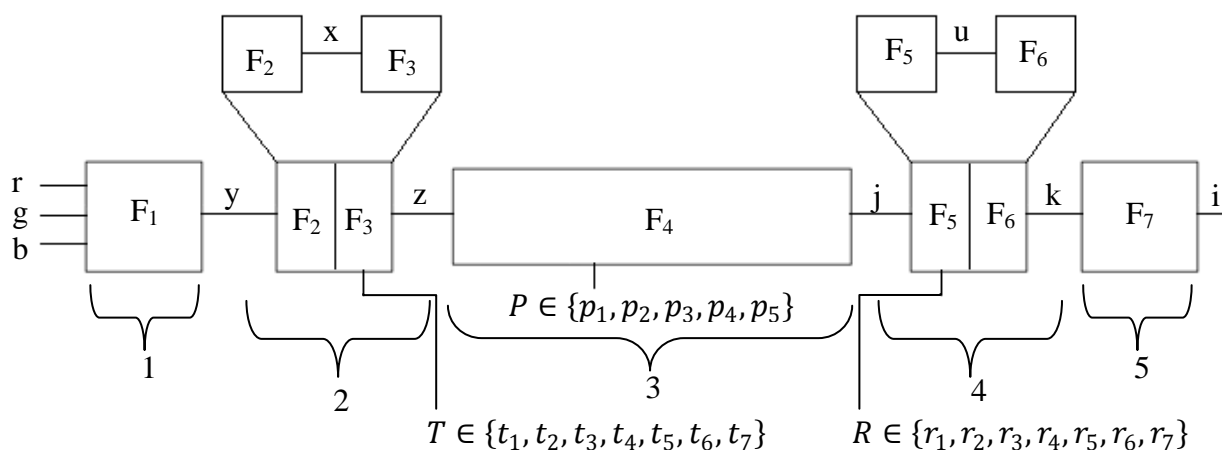 x
u
F₂
F₃
F₅
F₆
r
g
b
F₁
y
F₂
F₃
z
F₄
j
F₅
F₆
k
F₇
i
P ∈ {p₁, p₂, p₃, p₄, p₅}
1
2
3
4
5
T ∈ {t₁, t₂, t₃, t₄, t₅, t₆, t₇}
R ∈ {r₁, r₂, r₃, r₄, r₅, r₆, r₇}